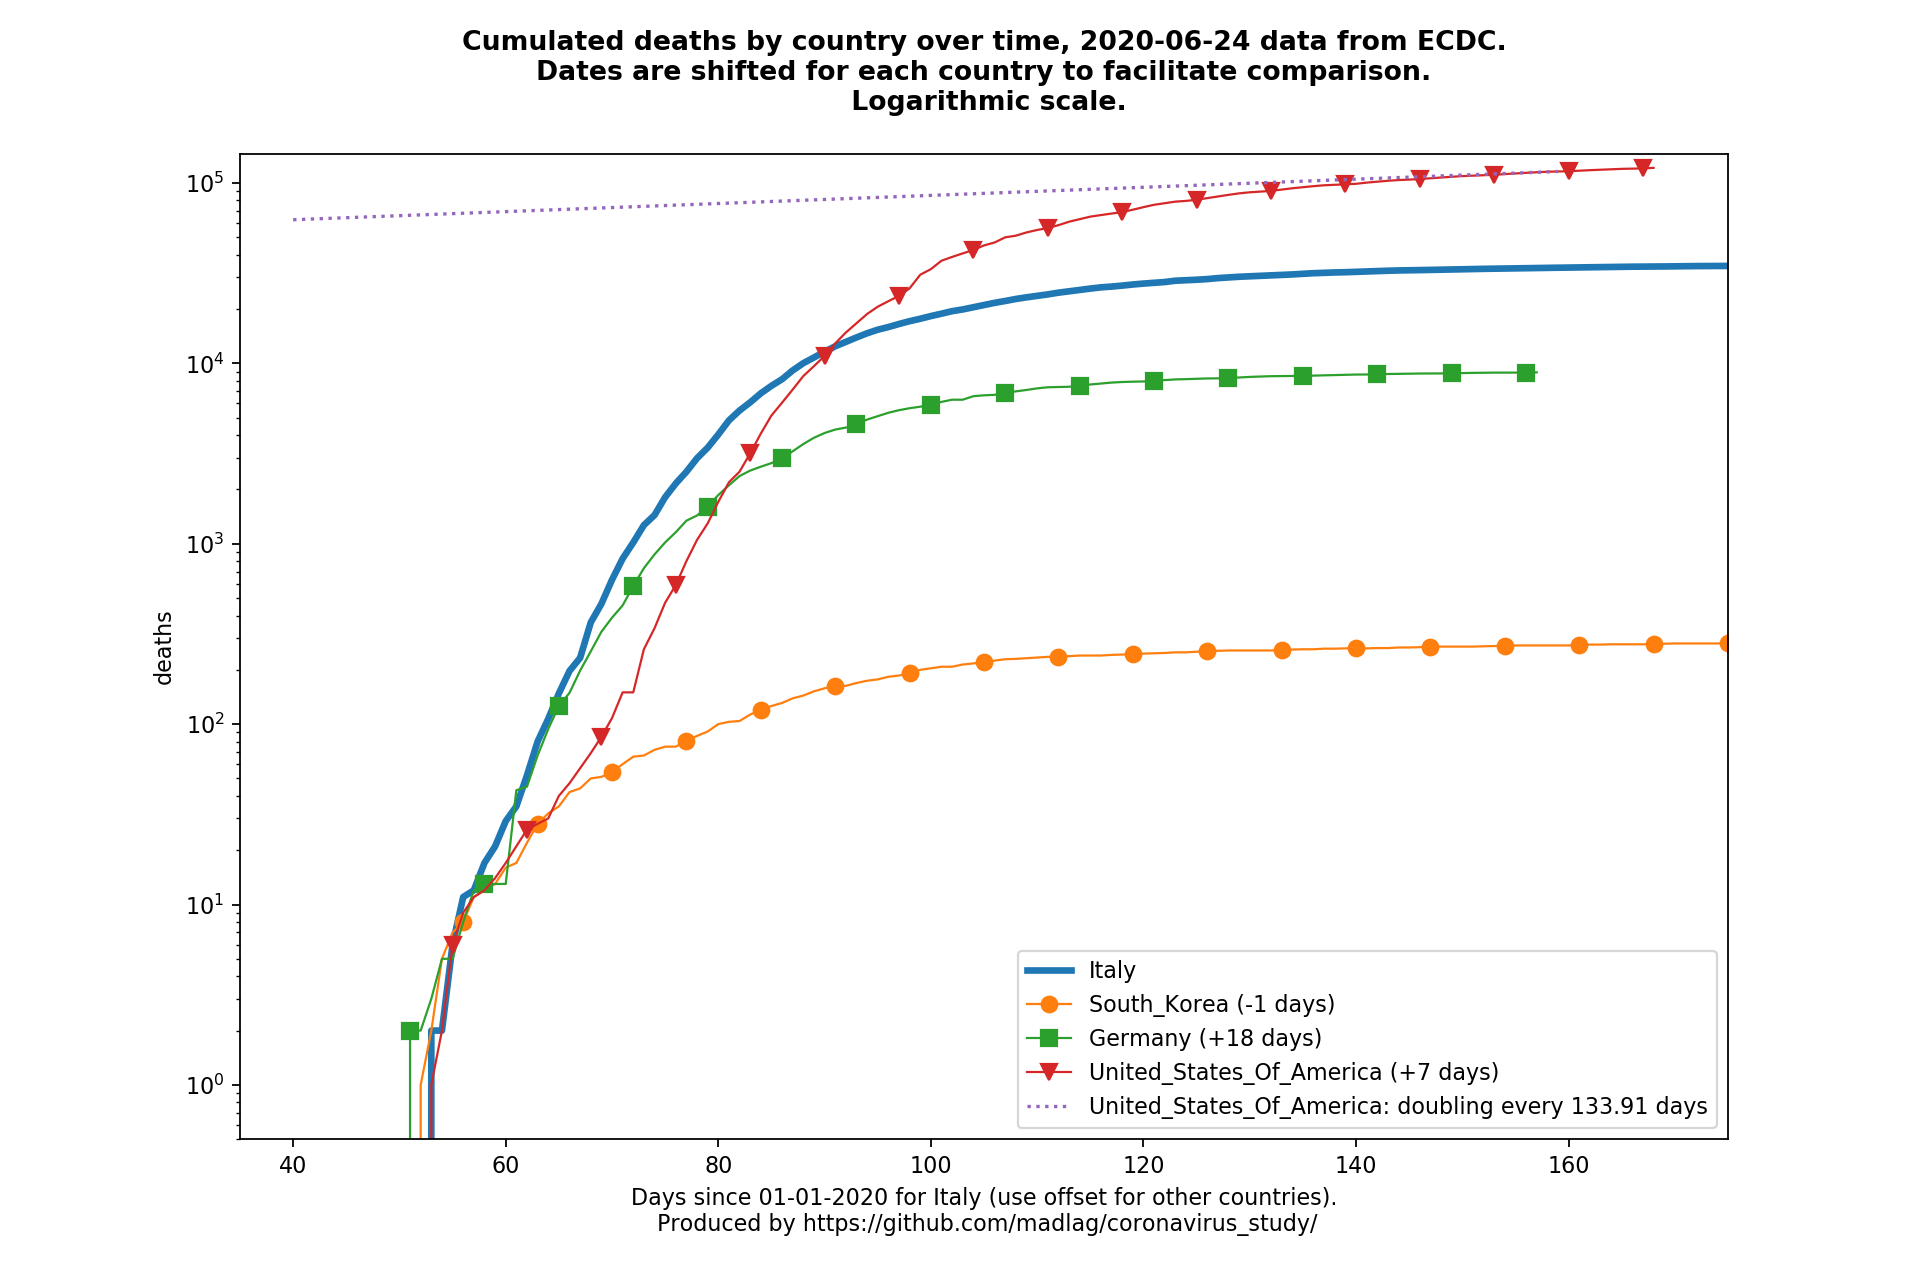 Cumulated deaths by country over time, 2020-06-24 data from ECDC.
Dates are shifted for each country to facilitate comparison.
Logarithmic scale.
10^5
10^4
10^3
10^2
10^1
10^0
deaths
Italy
South_Korea (-1 days)
Germany (+18 days)
United_States_Of_America (+7 days)
United_States_Of_America: doubling every 133.91 days
40 60 80 100 120 140 160
Days since 01-01-2020 for Italy (use offset for other countries).
Produced by https://github.com/madlag/coronavirus_study/